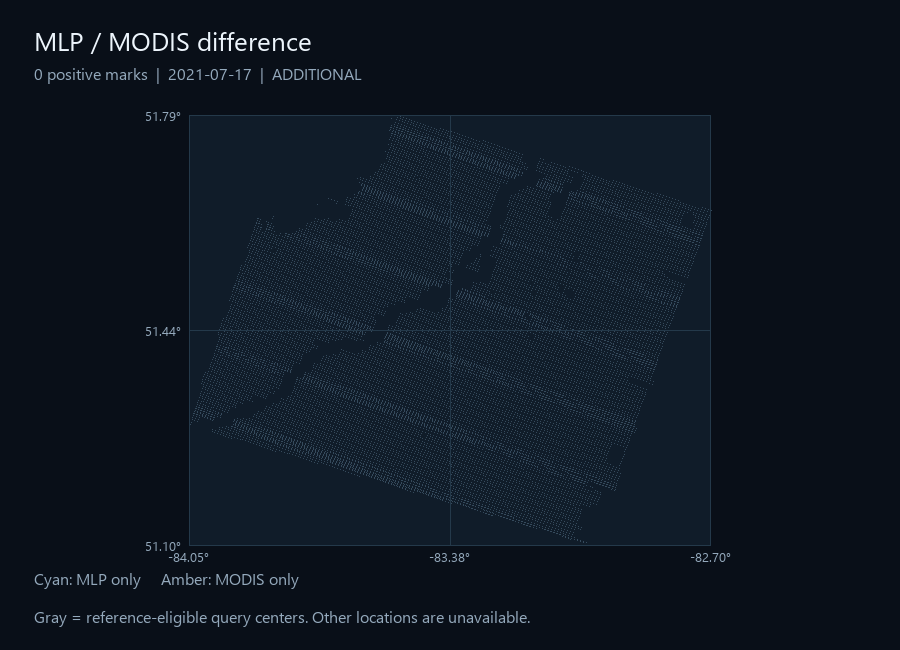 MLP / MODIS difference
0 positive marks | 2021-07-17 | ADDITIONAL
51.79°
51.44°
51.10°
-84.05° -83.38° -82.70°
Cyan: MLP only Amber: MODIS only
Gray = reference-eligible query centers. Other locations are unavailable.